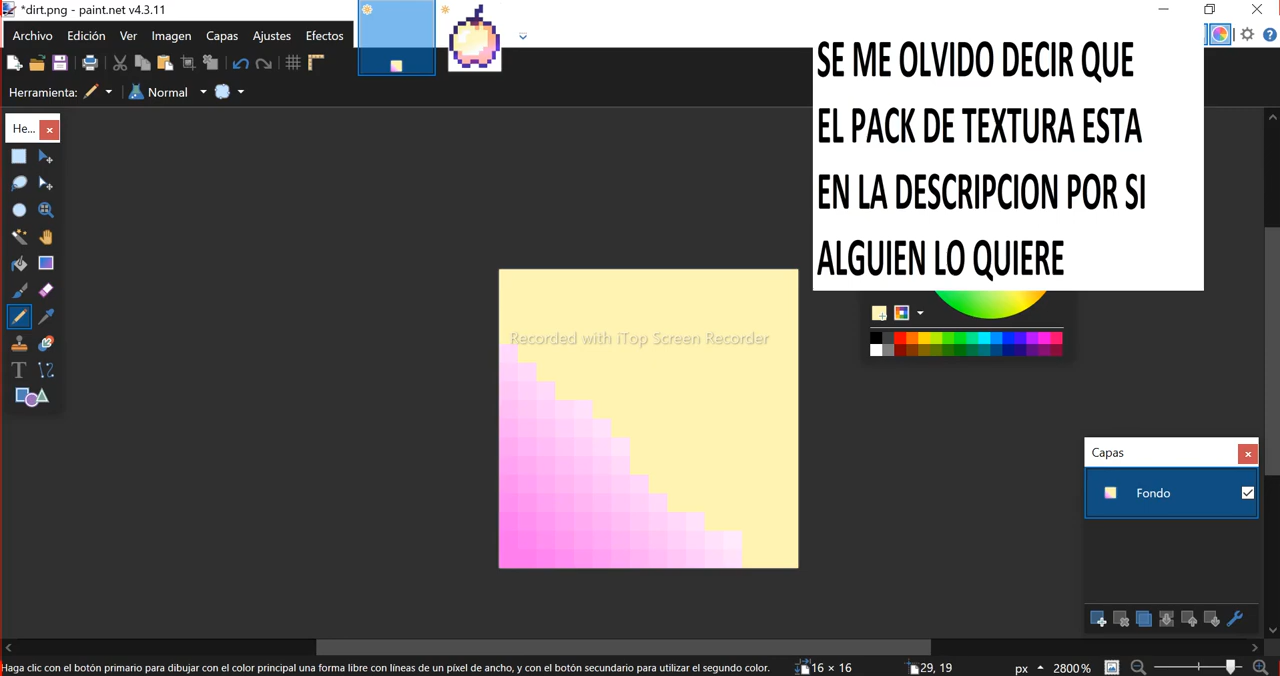 *dirt.png - paint.net v4.3.11
Archivo Edición Ver Imagen Capas Ajustes Efectos
Herramienta: Normal
He...
SE ME OLVIDO DECIR QUE
EL PACK DE TEXTURA ESTA
EN LA DESCRIPCION POR SI
ALGUIEN LO QUIERE
Recorded with iTop Screen Recorder
Capas
Fondo
Haga clic con el botón primario para dibujar con el color principal una forma libre con líneas de un píxel de ancho, y con el botón secundario para utilizar el segundo color. 16 × 16 29, 19 px 2800%